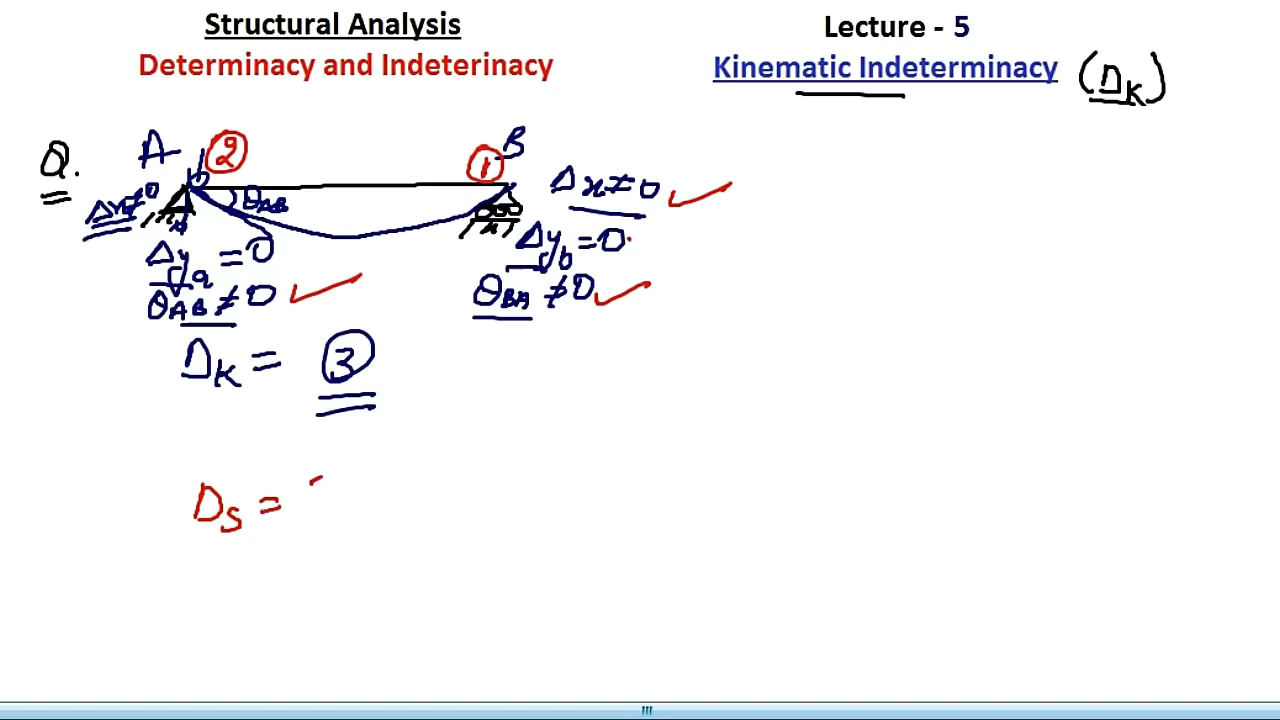 Structural Analysis
Lecture - 5
Determinacy and Indeterinacy
Kinematic Indeterminacy (Dk)
Q.
A
2
1
B
θAB
Δx≠0
Δya = 0
Δyb = 0
θAB ≠ 0
θBA ≠ 0
Dk = 3
Ds =